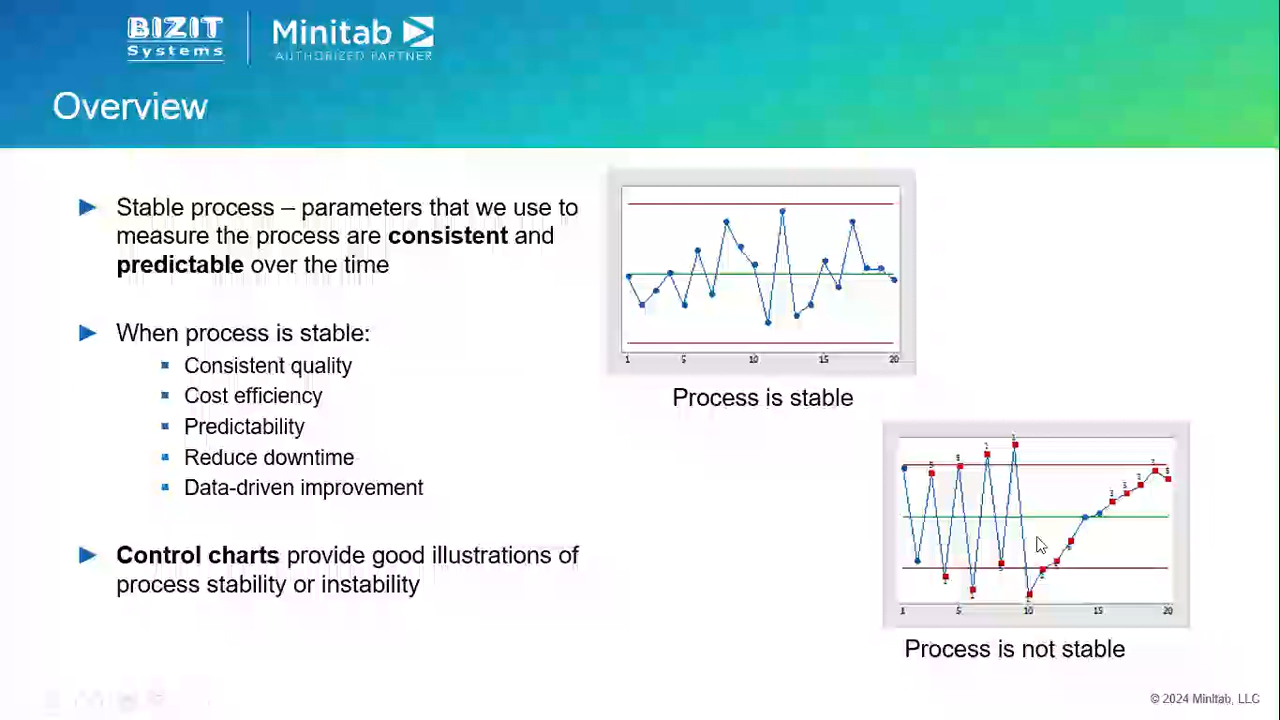 BIZIT
Systems
Minitab
AUTHORIZED PARTNER
Overview
Stable process – parameters that we use to
measure the process are consistent and
predictable over the time
When process is stable:
Consistent quality
Cost efficiency
Predictability
Reduce downtime
Data-driven improvement
Control charts provide good illustrations of
process stability or instability
1 5 10 15 20
Process is stable
1 5 10 15 20
Process is not stable
© 2024 Minitab, LLC